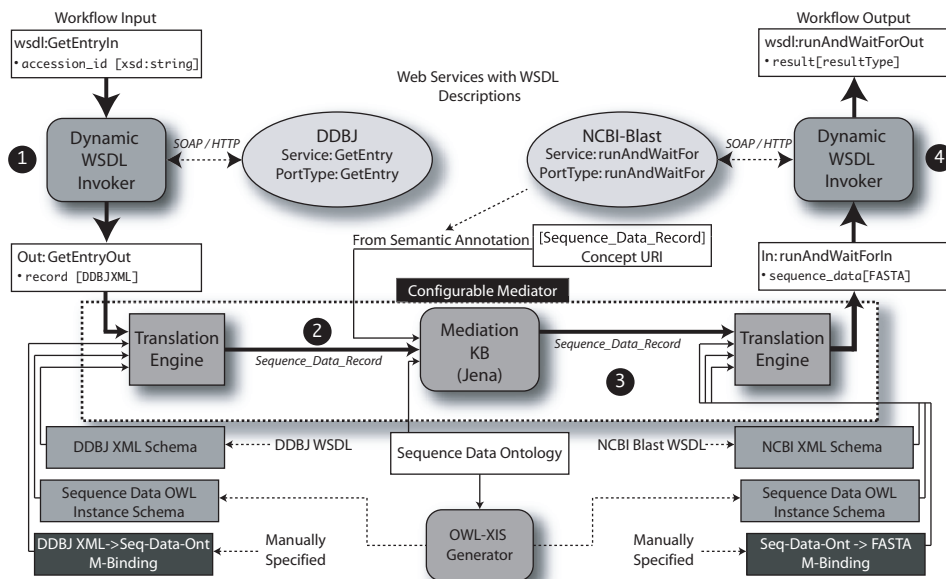 Workflow Input
wsdl:GetEntryIn
• accession_id [xsd:string]
1
Dynamic
WSDL
Invoker
SOAP / HTTP
DDBJ
Service: GetEntry
PortType: GetEntry
Web Services with WSDL
Descriptions
NCBI-Blast
Service: runAndWaitFor
PortType: runAndWaitFor
SOAP / HTTP
Workflow Output
wsdl:runAndWaitForOut
• result[resultType]
Dynamic
WSDL
Invoker
4
Out: GetEntryOut
• record [DDBJXML]
From Semantic Annotation
[Sequence_Data_Record]
Concept URI
In: runAndWaitForIn
• sequence_data[FASTA]
Configurable Mediator
Translation
Engine
2
Sequence_Data_Record
Mediation
KB
(Jena)
Sequence_Data_Record
3
Translation
Engine
DDBJ XML Schema
DDBJ WSDL
Sequence Data Ontology
NCBI Blast WSDL
NCBI XML Schema
Sequence Data OWL
Instance Schema
Sequence Data OWL
Instance Schema
OWL-XIS
Generator
DDBJ XML->Seq-Data-Ont
M-Binding
Manually
Specified
Manually
Specified
Seq-Data-Ont -> FASTA
M-Binding